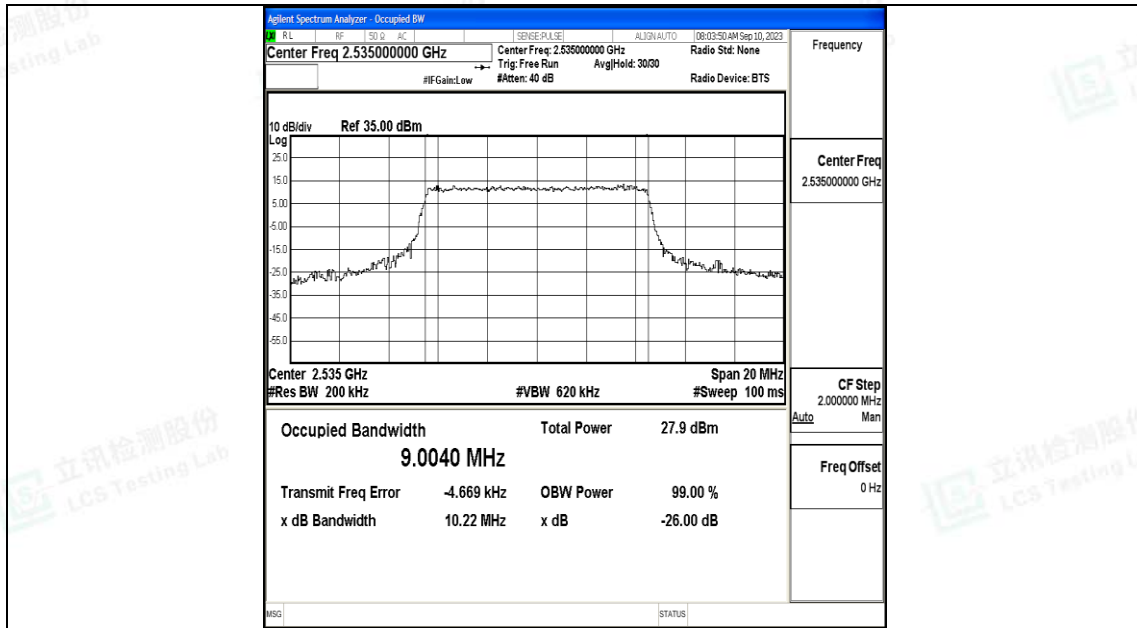 Agilent Spectrum Analyzer - Occupied BW
RL RF 50 Ω AC SENSE:PULSE ALIGN AUTO 08:03:50 AM Sep 10, 2023
Center Freq 2.535000000 GHz
Center Freq: 2.535000000 GHz
Radio Std: None
Trig: Free Run Avg|Hold: 30/30
#IFGain:Low #Atten: 40 dB Radio Device: BTS
Frequency
10 dB/div Ref 35.00 dBm
Log
25.0
15.0
5.00
-5.00
-15.0
-25.0
-35.0
-45.0
-55.0
Center 2.535 GHz Span 20 MHz
#Res BW 200 kHz #VBW 620 kHz #Sweep 100 ms
Center Freq
2.535000000 GHz
CF Step
2.000000 MHz
Auto Man
Freq Offset
0 Hz
Occupied Bandwidth Total Power 27.9 dBm
9.0040 MHz
Transmit Freq Error -4.669 kHz OBW Power 99.00 %
x dB Bandwidth 10.22 MHz x dB -26.00 dB
MSG STATUS
立讯检测股份
LCS Testing Lab
立讯检测股份
LCS Testing L